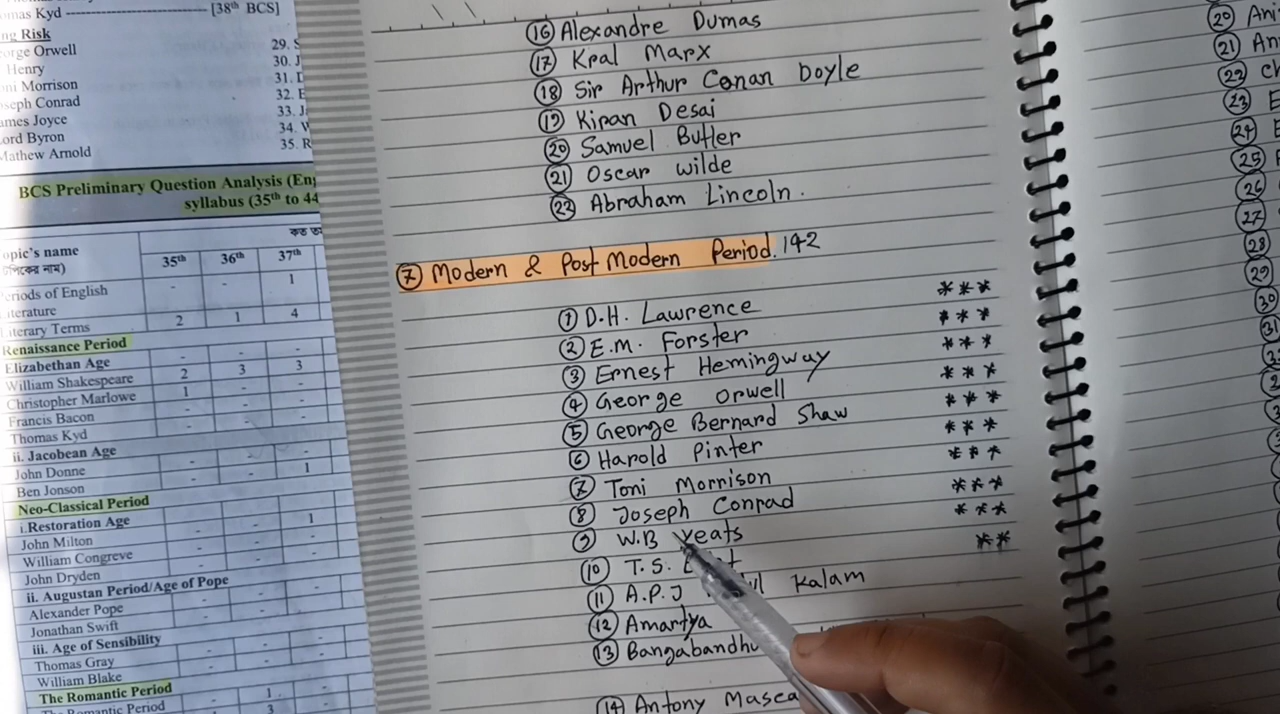 omas Kyd [38th BCS]
ng Risk
orge Orwell 29. S
Henry 30. J
ni Morrison 31. D
seph Conrad 32. E
ames Joyce 33. J
ord Byron 34. V
Mathew Arnold 35. R
BCS Preliminary Question Analysis (Eng
syllabus (35th to 44
opic's name
35th 36th 37th
eriods of English - - 1
iterature
Literary Terms 2 1 4
Renaissance Period
Elizabethan Age - - -
William Shakespeare 2 3 3
Christopher Marlowe 1 - -
Francis Bacon - - -
Thomas Kyd
ii. Jacobean Age
John Donne - - -
Ben Jonson - - 1
Neo-Classical Period
i.Restoration Age
John Milton - - 1
William Congreve - - -
John Dryden - - -
ii. Augustan Period/Age of Pope
Alexander Pope - - -
Jonathan Swift - - -
iii. Age of Sensibility
Thomas Gray - - -
William Blake - - -
The Romantic Period
Romantic Period - 1
16 Alexandre Dumas
17 Kral Marx
18 Sir Arthur Conan Doyle
19 Kiran Desai
20 Samuel Butler
21 Oscar wilde
22 Abraham Lincoln.
7 Modern & Post Modern Period. 142
1 D.H. Lawrence ***
2 E.M. Forster ***
3 Ernest Hemingway ***
4 George Orwell ***
5 George Bernard Shaw ***
6 Harold Pinter ***
7 Toni Morrison ***
8 Joseph Conrad ***
9 W.B Yeats ***
10 T.S. **
11 A.P.J Kalam
12 Amartya
13 Bangabandhu
14 Antony Masca
20 Ani
21 An
22 Ch
23 E
24
25
26
27
28
29
30
31